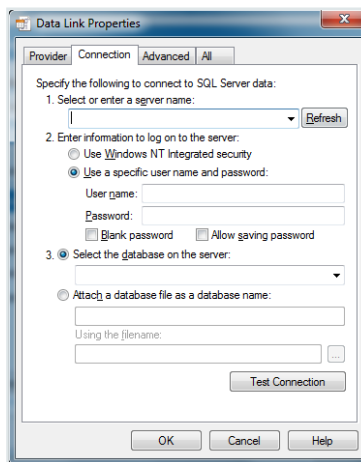 Data Link Properties
Provider Connection Advanced All
Specify the following to connect to SQL Server data:
1. Select or enter a server name:
Refresh
2. Enter information to log on to the server:
Use Windows NT Integrated security
Use a specific user name and password:
User name:
Password:
Blank password Allow saving password
3. Select the database on the server:
Attach a database file as a database name:
Using the filename:
...
Test Connection
OK Cancel Help